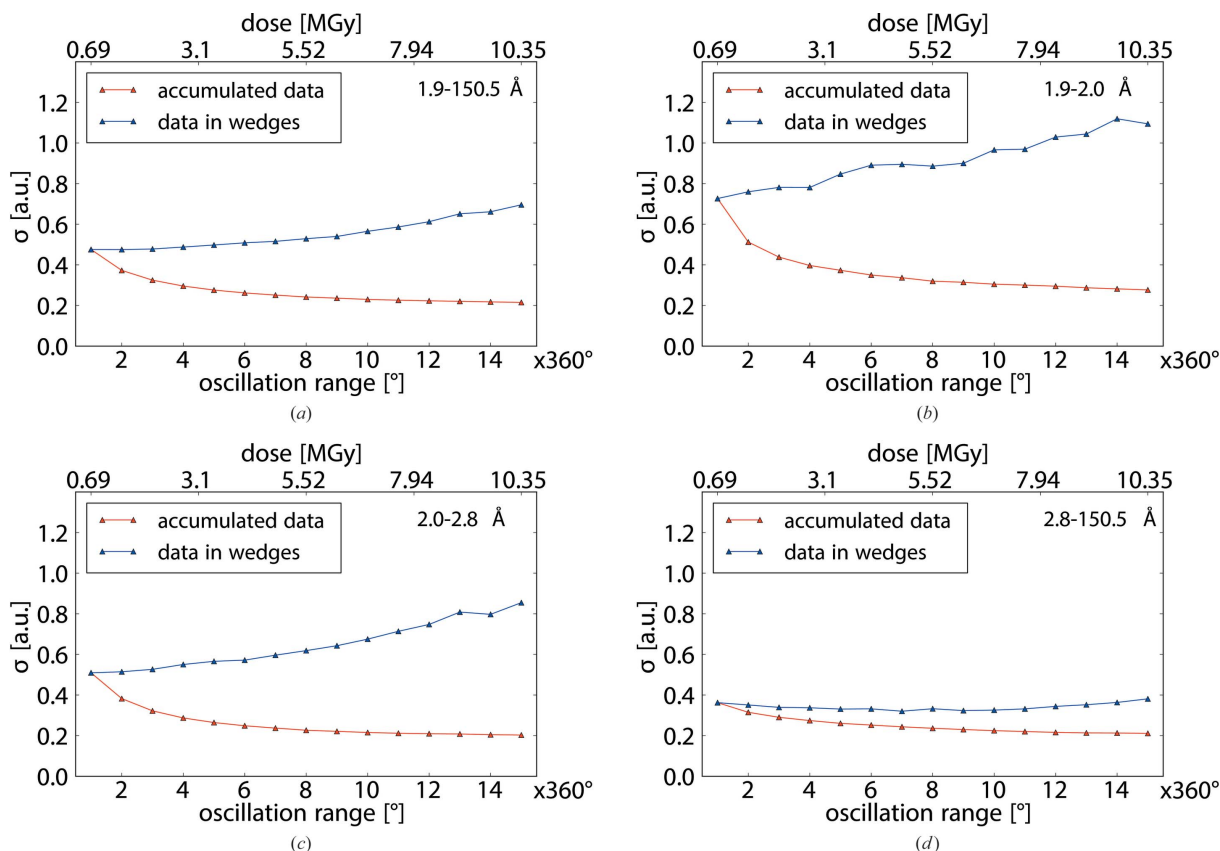 dose [MGy]
0.69 3.1 5.52 7.94 10.35
accumulated data
data in wedges
1.9-150.5 Å
1.2
1.0
0.8
0.6
0.4
0.2
0.0
σ [a.u.]
2 4 6 8 10 12 14 x360°
oscillation range [°]
(a)
dose [MGy]
0.69 3.1 5.52 7.94 10.35
accumulated data
data in wedges
1.9-2.0 Å
1.2
1.0
0.8
0.6
0.4
0.2
0.0
σ [a.u.]
2 4 6 8 10 12 14 x360°
oscillation range [°]
(b)
dose [MGy]
0.69 3.1 5.52 7.94 10.35
accumulated data
data in wedges
2.0-2.8 Å
1.2
1.0
0.8
0.6
0.4
0.2
0.0
σ [a.u.]
2 4 6 8 10 12 14 x360°
oscillation range [°]
(c)
dose [MGy]
0.69 3.1 5.52 7.94 10.35
accumulated data
data in wedges
2.8-150.5 Å
1.2
1.0
0.8
0.6
0.4
0.2
0.0
σ [a.u.]
2 4 6 8 10 12 14 x360°
oscillation range [°]
(d)